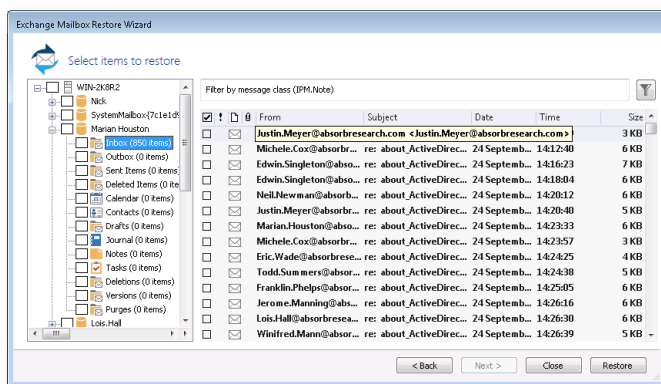 Exchange Mailbox Restore Wizard
Select items to restore
WIN-2K8R2
Nick
SystemMailbox{7c1e1d9
Marian Houston
Inbox (850 items)
Outbox (0 items)
Sent Items (0 items)
Deleted Items (0 ite
Calendar (0 items)
Contacts (0 items)
Drafts (0 items)
Journal (0 items)
Notes (0 items)
Tasks (0 items)
Deletions (0 items)
Versions (0 items)
Purges (0 items)
Lois.Hall
Filter by message class (IPM.Note)
From Subject Date Time Size
Justin.Meyer@absorbresearch.com <Justin.Meyer@absorbresearch.com> 3 KB
Michele.Cox@absorbrese... re: about_ActiveDirec... 24 Septemb... 14:12:40 6 KB
Edwin.Singleton@abso... re: about_ActiveDirec... 24 Septemb... 14:16:23 7 KB
Edwin.Singleton@abso... re: about_ActiveDirec... 24 Septemb... 14:18:04 6 KB
Neil.Newman@absorb... re: about_ActiveDirec... 24 Septemb... 14:20:12 6 KB
Justin.Meyer@absorb... re: about_ActiveDirec... 24 Septemb... 14:20:40 5 KB
Marian.Houston@abso... re: about_ActiveDirec... 24 Septemb... 14:23:33 6 KB
Michele.Cox@absorbre... re: about_ActiveDirec... 24 Septemb... 14:23:57 3 KB
Eric.Wade@absorbrese... re: about_ActiveDirec... 24 Septemb... 14:24:25 4 KB
Todd.Summers@absor... re: about_ActiveDirec... 24 Septemb... 14:24:38 5 KB
Franklin.Phelps@absor... re: about_ActiveDirec... 24 Septemb... 14:25:05 6 KB
Jerome.Manning@abs... re: about_ActiveDirec... 24 Septemb... 14:26:16 6 KB
Lois.Hall@absorbresea... re: about_ActiveDirec... 24 Septemb... 14:26:30 6 KB
Winifred.Mann@absor... re: about_ActiveDirec... 24 Septemb... 14:26:39 5 KB
< Back Next > Close Restore